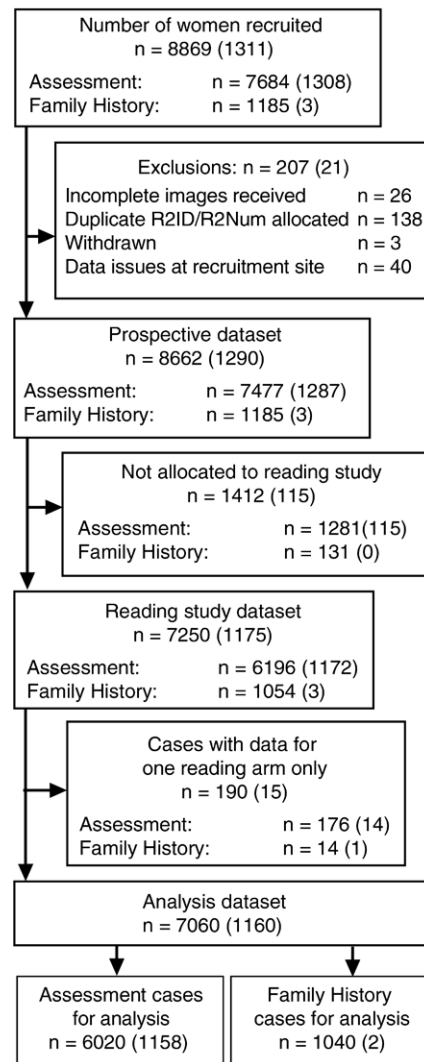 Number of women recruited
n = 8869 (1311)
Assessment: n = 7684 (1308)
Family History: n = 1185 (3)
Exclusions: n = 207 (21)
Incomplete images received n = 26
Duplicate R2ID/R2Num allocated n = 138
Withdrawn n = 3
Data issues at recruitment site n = 40
Prospective dataset
n = 8662 (1290)
Assessment: n = 7477 (1287)
Family History: n = 1185 (3)
Not allocated to reading study
n = 1412 (115)
Assessment: n = 1281(115)
Family History: n = 131 (0)
Reading study dataset
n = 7250 (1175)
Assessment: n = 6196 (1172)
Family History: n = 1054 (3)
Cases with data for
one reading arm only
n = 190 (15)
Assessment: n = 176 (14)
Family History: n = 14 (1)
Analysis dataset
n = 7060 (1160)
Assessment cases
for analysis
n = 6020 (1158)
Family History
cases for analysis
n = 1040 (2)